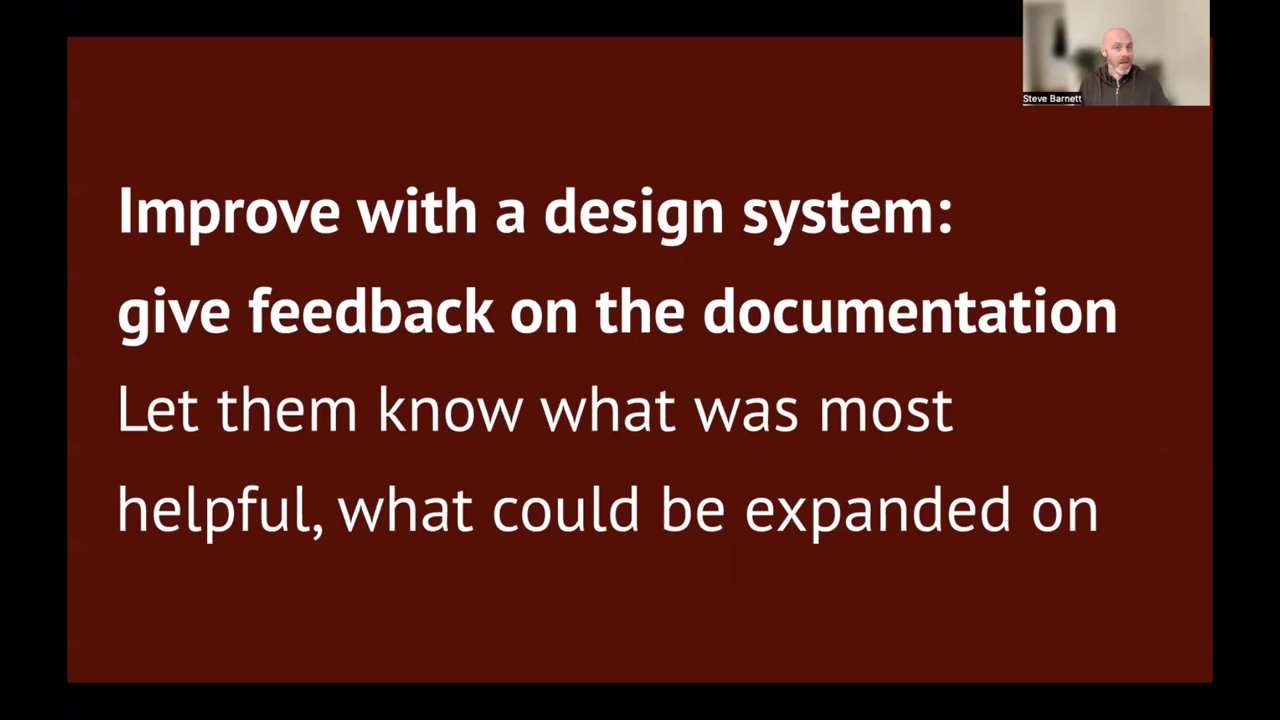 Steve Barnett
Improve with a design system:
give feedback on the documentation
Let them know what was most
helpful, what could be expanded on